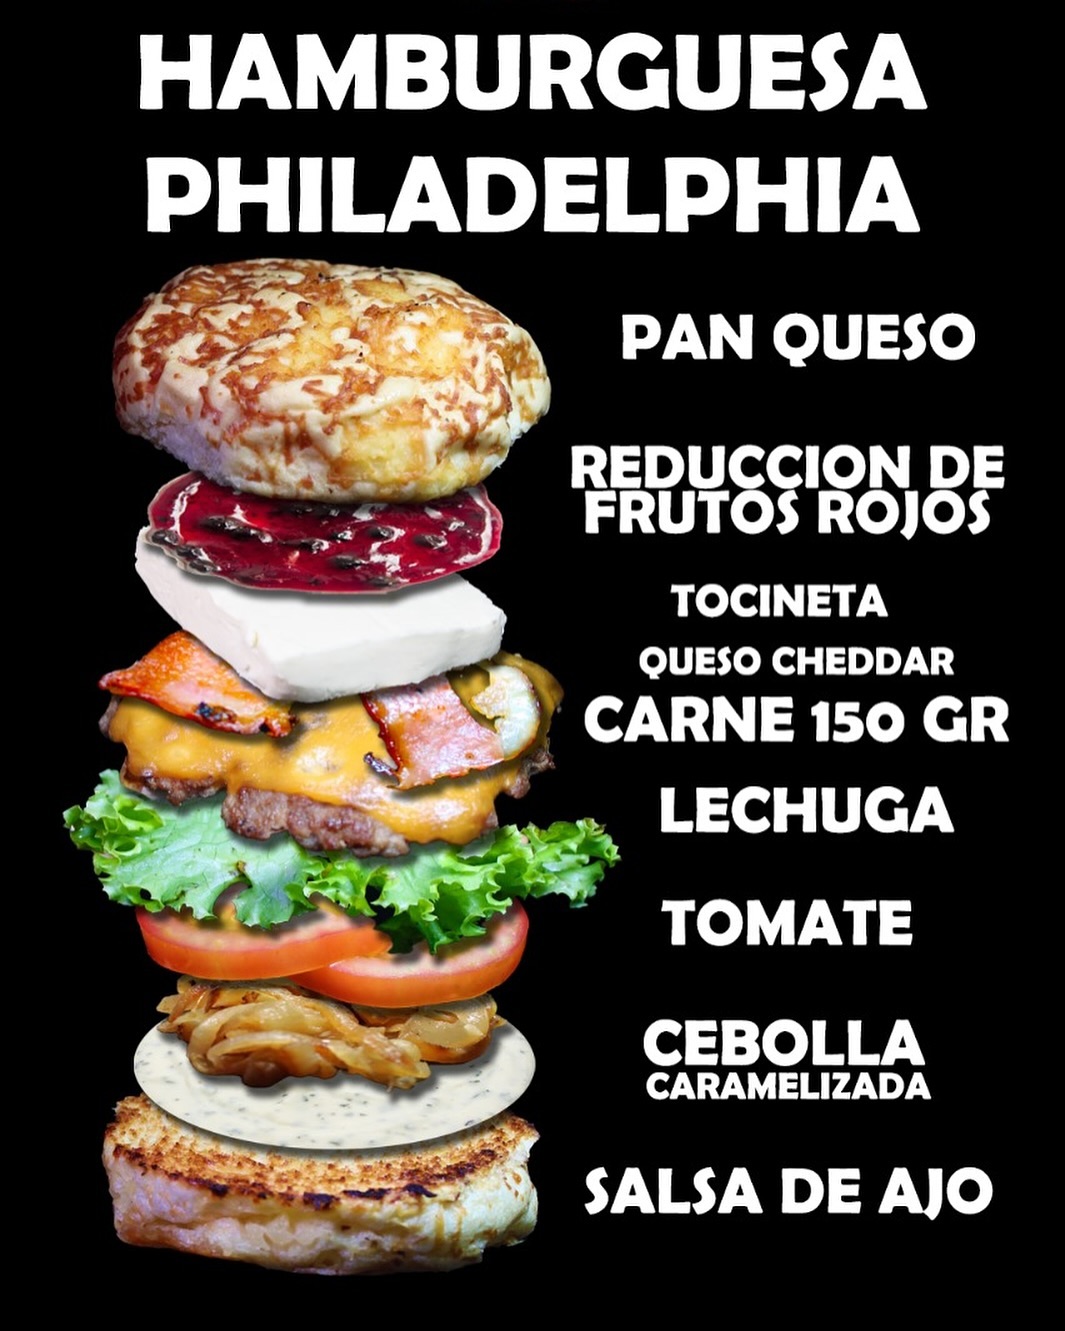 HAMBURGUESA
PHILADELPHIA
PAN QUESO
REDUCCION DE
FRUTOS ROJOS
TOCINETA
QUESO CHEDDAR
CARNE 150 GR
LECHUGA
TOMATE
CEBOLLA
CARAMELIZADA
SALSA DE AJO